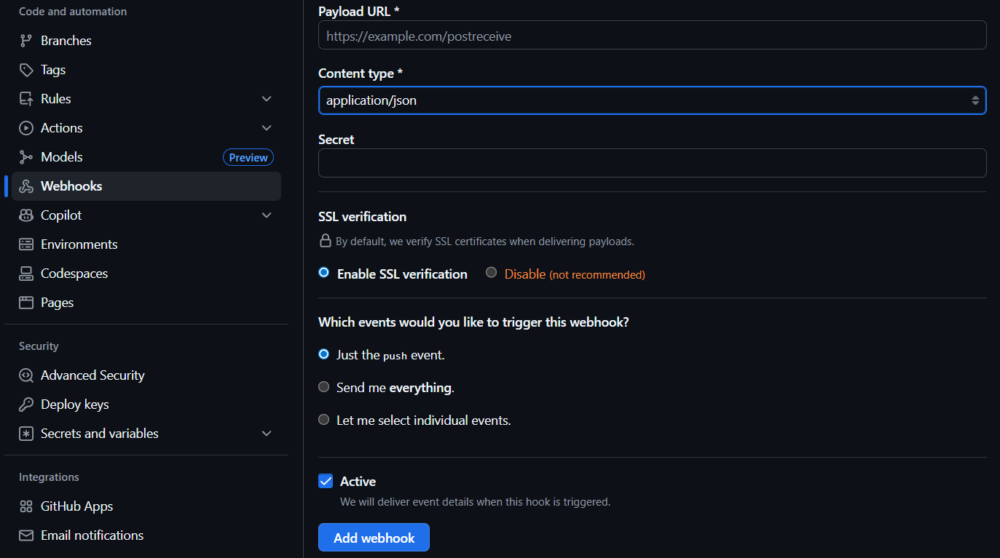 Code and automation
Branches
Tags
Rules
Actions
Models Preview
Webhooks
Copilot
Environments
Codespaces
Pages
Security
Advanced Security
Deploy keys
Secrets and variables
Integrations
GitHub Apps
Email notifications
Payload URL *
https://example.com/postreceive
Content type *
application/json
Secret
SSL verification
By default, we verify SSL certificates when delivering payloads.
Enable SSL verification Disable (not recommended)
Which events would you like to trigger this webhook?
Just the push event.
Send me everything.
Let me select individual events.
Active
We will deliver event details when this hook is triggered.
Add webhook